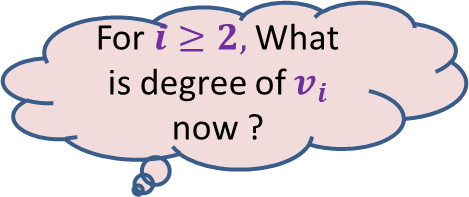 For 𝒊 ≥ 𝟐, What
is degree of 𝒗ᵢ
now ?